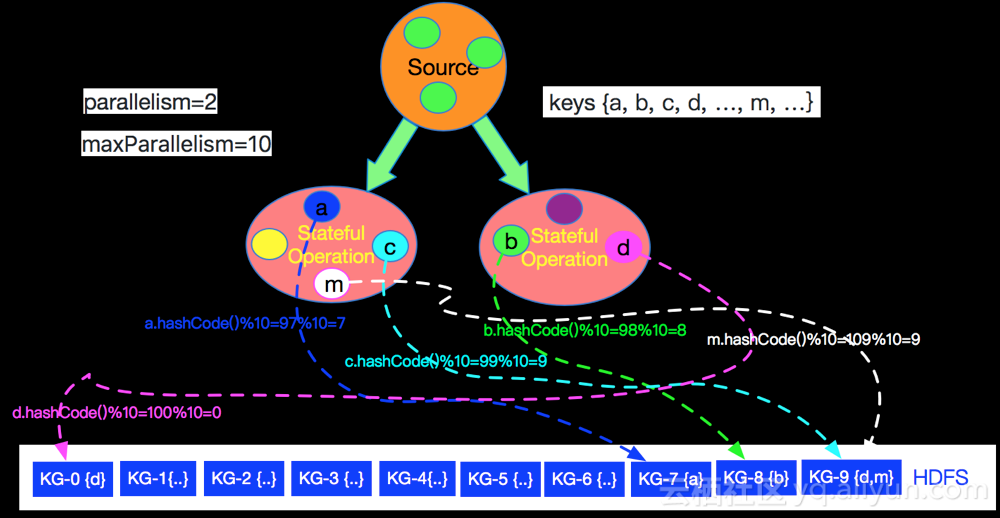 Source
parallelism=2
keys {a, b, c, d, …, m, …}
maxParallelism=10
a
Stateful
Operation
c
m
b
Stateful
Operation
d
a.hashCode()%10=97%10=7
b.hashCode()%10=98%10=8
m.hashCode()%10=109%10=9
c.hashCode()%10=99%10=9
d.hashCode()%10=100%10=0
KG-0 {d}
KG-1{..}
KG-2 {..}
KG-3 {..}
KG-4{..}
KG-5 {..}
KG-6 {..}
KG-7 {a}
KG-8 {b}
KG-9 {d,m}
HDFS
云栖社区 yq.aliyun.com